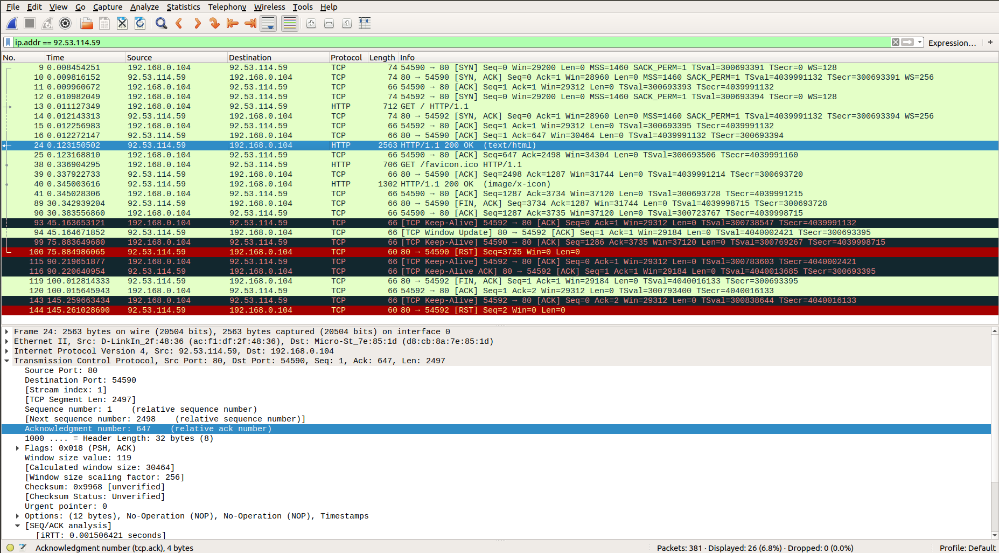 File Edit View Go Capture Analyze Statistics Telephony Wireless Tools Help
ip.addr == 92.53.114.59 Expression… +
No. Time Source Destination Protocol Length Info
9 0.008454251 192.168.0.104 92.53.114.59 TCP 74 54590 → 80 [SYN] Seq=0 Win=29200 Len=0 MSS=1460 SACK_PERM=1 TSval=300693391 TSecr=0 WS=128
10 0.009816152 92.53.114.59 192.168.0.104 TCP 74 80 → 54590 [SYN, ACK] Seq=0 Ack=1 Win=28960 Len=0 MSS=1460 SACK_PERM=1 TSval=4039991132 TSecr=300693391 WS=256
11 0.009960672 192.168.0.104 92.53.114.59 TCP 66 54590 → 80 [ACK] Seq=1 Ack=1 Win=29312 Len=0 TSval=300693393 TSecr=4039991132
12 0.010982049 192.168.0.104 92.53.114.59 TCP 74 54592 → 80 [SYN] Seq=0 Win=29200 Len=0 MSS=1460 SACK_PERM=1 TSval=300693394 TSecr=0 WS=128
13 0.011127349 192.168.0.104 92.53.114.59 HTTP 712 GET / HTTP/1.1
14 0.012143313 92.53.114.59 192.168.0.104 TCP 74 80 → 54592 [SYN, ACK] Seq=0 Ack=1 Win=28960 Len=0 MSS=1460 SACK_PERM=1 TSval=4039991132 TSecr=300693394 WS=256
15 0.012256983 192.168.0.104 92.53.114.59 TCP 66 54592 → 80 [ACK] Seq=1 Ack=1 Win=29312 Len=0 TSval=300693395 TSecr=4039991132
16 0.012272147 92.53.114.59 192.168.0.104 TCP 66 80 → 54590 [ACK] Seq=1 Ack=647 Win=30464 Len=0 TSval=4039991132 TSecr=300693394
24 0.123150502 92.53.114.59 192.168.0.104 HTTP 2563 HTTP/1.1 200 OK (text/html)
25 0.123168810 192.168.0.104 92.53.114.59 TCP 66 54590 → 80 [ACK] Seq=647 Ack=2498 Win=34304 Len=0 TSval=300693506 TSecr=4039991160
38 0.336904295 192.168.0.104 92.53.114.59 HTTP 706 GET /favicon.ico HTTP/1.1
39 0.337922733 92.53.114.59 192.168.0.104 TCP 66 80 → 54590 [ACK] Seq=2498 Ack=1287 Win=31744 Len=0 TSval=4039991214 TSecr=300693720
40 0.345003616 92.53.114.59 192.168.0.104 HTTP 1302 HTTP/1.1 200 OK (image/x-icon)
41 0.345028306 192.168.0.104 92.53.114.59 TCP 66 54590 → 80 [ACK] Seq=1287 Ack=3734 Win=37120 Len=0 TSval=300693728 TSecr=4039991215
89 30.342939204 92.53.114.59 192.168.0.104 TCP 66 80 → 54590 [FIN, ACK] Seq=3734 Ack=1287 Win=31744 Len=0 TSval=4039998715 TSecr=300693728
90 30.383556860 192.168.0.104 92.53.114.59 TCP 66 54590 → 80 [ACK] Seq=1287 Ack=3735 Win=37120 Len=0 TSval=300723767 TSecr=4039998715
93 45.163653121 192.168.0.104 92.53.114.59 TCP 66 [TCP Keep-Alive] 54592 → 80 [ACK] Seq=0 Ack=1 Win=29312 Len=0 TSval=300738547 TSecr=4039991132
94 45.164671852 92.53.114.59 192.168.0.104 TCP 66 [TCP Window Update] 80 → 54592 [ACK] Seq=1 Ack=1 Win=29184 Len=0 TSval=4040002421 TSecr=300693395
99 75.883649680 192.168.0.104 92.53.114.59 TCP 66 [TCP Keep-Alive] 54590 → 80 [ACK] Seq=1286 Ack=3735 Win=37120 Len=0 TSval=300769267 TSecr=4039998715
100 75.884986065 92.53.114.59 192.168.0.104 TCP 60 80 → 54590 [RST] Seq=3735 Win=0 Len=0
115 90.219651877 192.168.0.104 92.53.114.59 TCP 66 [TCP Keep-Alive] 54592 → 80 [ACK] Seq=0 Ack=1 Win=29312 Len=0 TSval=300783603 TSecr=4040002421
116 90.220640954 92.53.114.59 192.168.0.104 TCP 66 [TCP Keep-Alive ACK] 80 → 54592 [ACK] Seq=1 Ack=1 Win=29184 Len=0 TSval=4040013685 TSecr=300693395
119 100.012814333 92.53.114.59 192.168.0.104 TCP 66 80 → 54592 [FIN, ACK] Seq=1 Ack=1 Win=29184 Len=0 TSval=4040016133 TSecr=300693395
120 100.015645943 192.168.0.104 92.53.114.59 TCP 66 54592 → 80 [ACK] Seq=1 Ack=2 Win=29312 Len=0 TSval=300793400 TSecr=4040016133
143 145.259663434 192.168.0.104 92.53.114.59 TCP 66 [TCP Keep-Alive] 54592 → 80 [ACK] Seq=0 Ack=2 Win=29312 Len=0 TSval=300838644 TSecr=4040016133
144 145.261028690 92.53.114.59 192.168.0.104 TCP 60 80 → 54592 [RST] Seq=2 Win=0 Len=0
Frame 24: 2563 bytes on wire (20504 bits), 2563 bytes captured (20504 bits) on interface 0
Ethernet II, Src: D-LinkIn_2f:48:36 (ac:f1:df:2f:48:36), Dst: Micro-St_7e:85:1d (d8:cb:8a:7e:85:1d)
Internet Protocol Version 4, Src: 92.53.114.59, Dst: 192.168.0.104
Transmission Control Protocol, Src Port: 80, Dst Port: 54590, Seq: 1, Ack: 647, Len: 2497
Source Port: 80
Destination Port: 54590
[Stream index: 1]
[TCP Segment Len: 2497]
Sequence number: 1 (relative sequence number)
[Next sequence number: 2498 (relative sequence number)]
Acknowledgment number: 647 (relative ack number)
1000 .... = Header Length: 32 bytes (8)
Flags: 0x018 (PSH, ACK)
Window size value: 119
[Calculated window size: 30464]
[Window size scaling factor: 256]
Checksum: 0x9968 [unverified]
[Checksum Status: Unverified]
Urgent pointer: 0
Options: (12 bytes), No-Operation (NOP), No-Operation (NOP), Timestamps
[SEQ/ACK analysis]
[iRTT: 0.001506421 seconds]
Acknowledgment number (tcp.ack), 4 bytes Packets: 381 · Displayed: 26 (6.8%) · Dropped: 0 (0.0%) Profile: Default